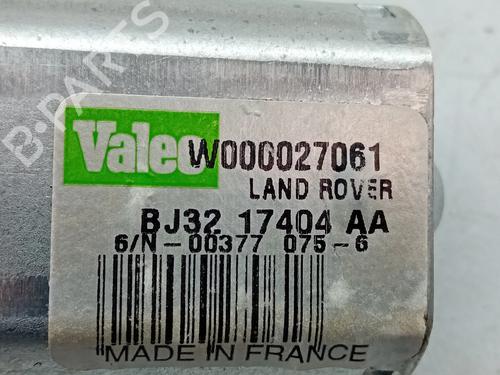 B-PARTS
Valeo W000027061
LAND ROVER
BJ32 17404 AA
6/N-00377 075-6
MADE IN FRANCE